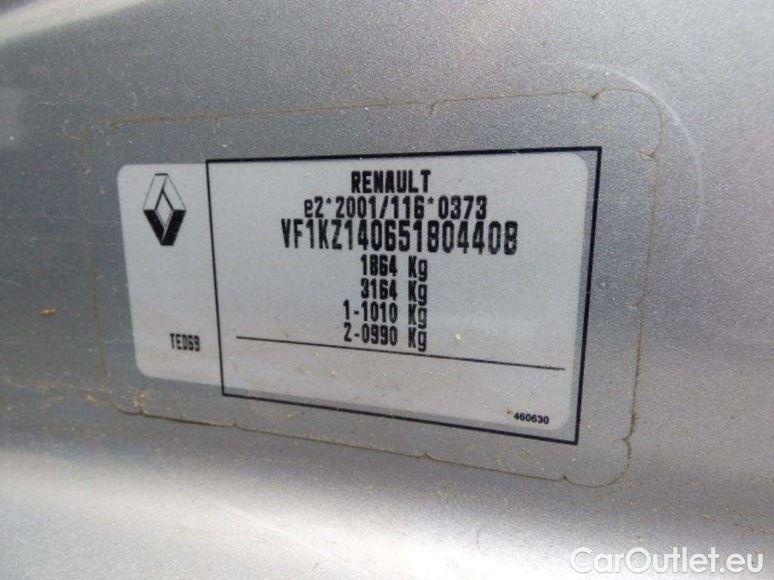 RENAULT
e2*2001/116*0373
VF1KZ140651804408
1864 Kg
3164 Kg
1-1010 Kg
2-0990 Kg
TED69
460630
CarOutlet.eu